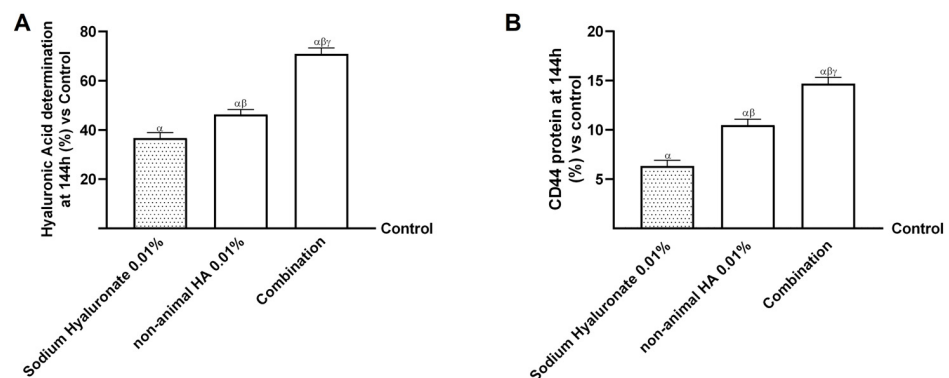 A
Hyaluronic Acid determination
at 144h (%) vs Control
80
60
40
20
α
αβ
αβγ
Control
Sodium Hyaluronate 0.01%
non-animal HA 0.01%
Combination
B
CD44 protein at 144h
(%) vs control
20
15
10
5
α
αβ
αβγ
Control
Sodium Hyaluronate 0.01%
non-animal HA 0.01%
Combination